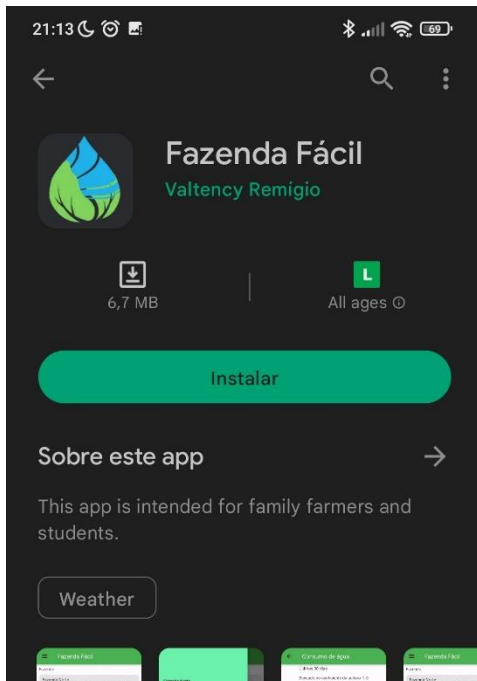 21:13
69
Fazenda Fácil
Valtency Remígio
6,7 MB
L
All ages
Instalar
Sobre este app
This app is intended for family farmers and
students.
Weather
Fazenda Fácil
Consumo de água
Fazenda Fácil